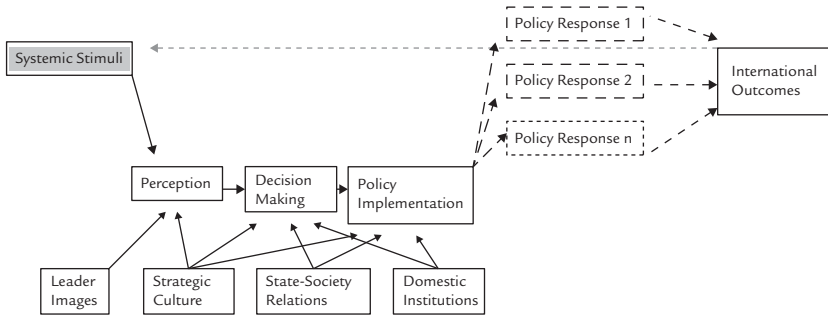 Policy Response 1
Systemic Stimuli
Policy Response 2
International
Outcomes
Policy Response n
Perception
Decision
Making
Policy
Implementation
Leader
Images
Strategic
Culture
State-Society
Relations
Domestic
Institutions